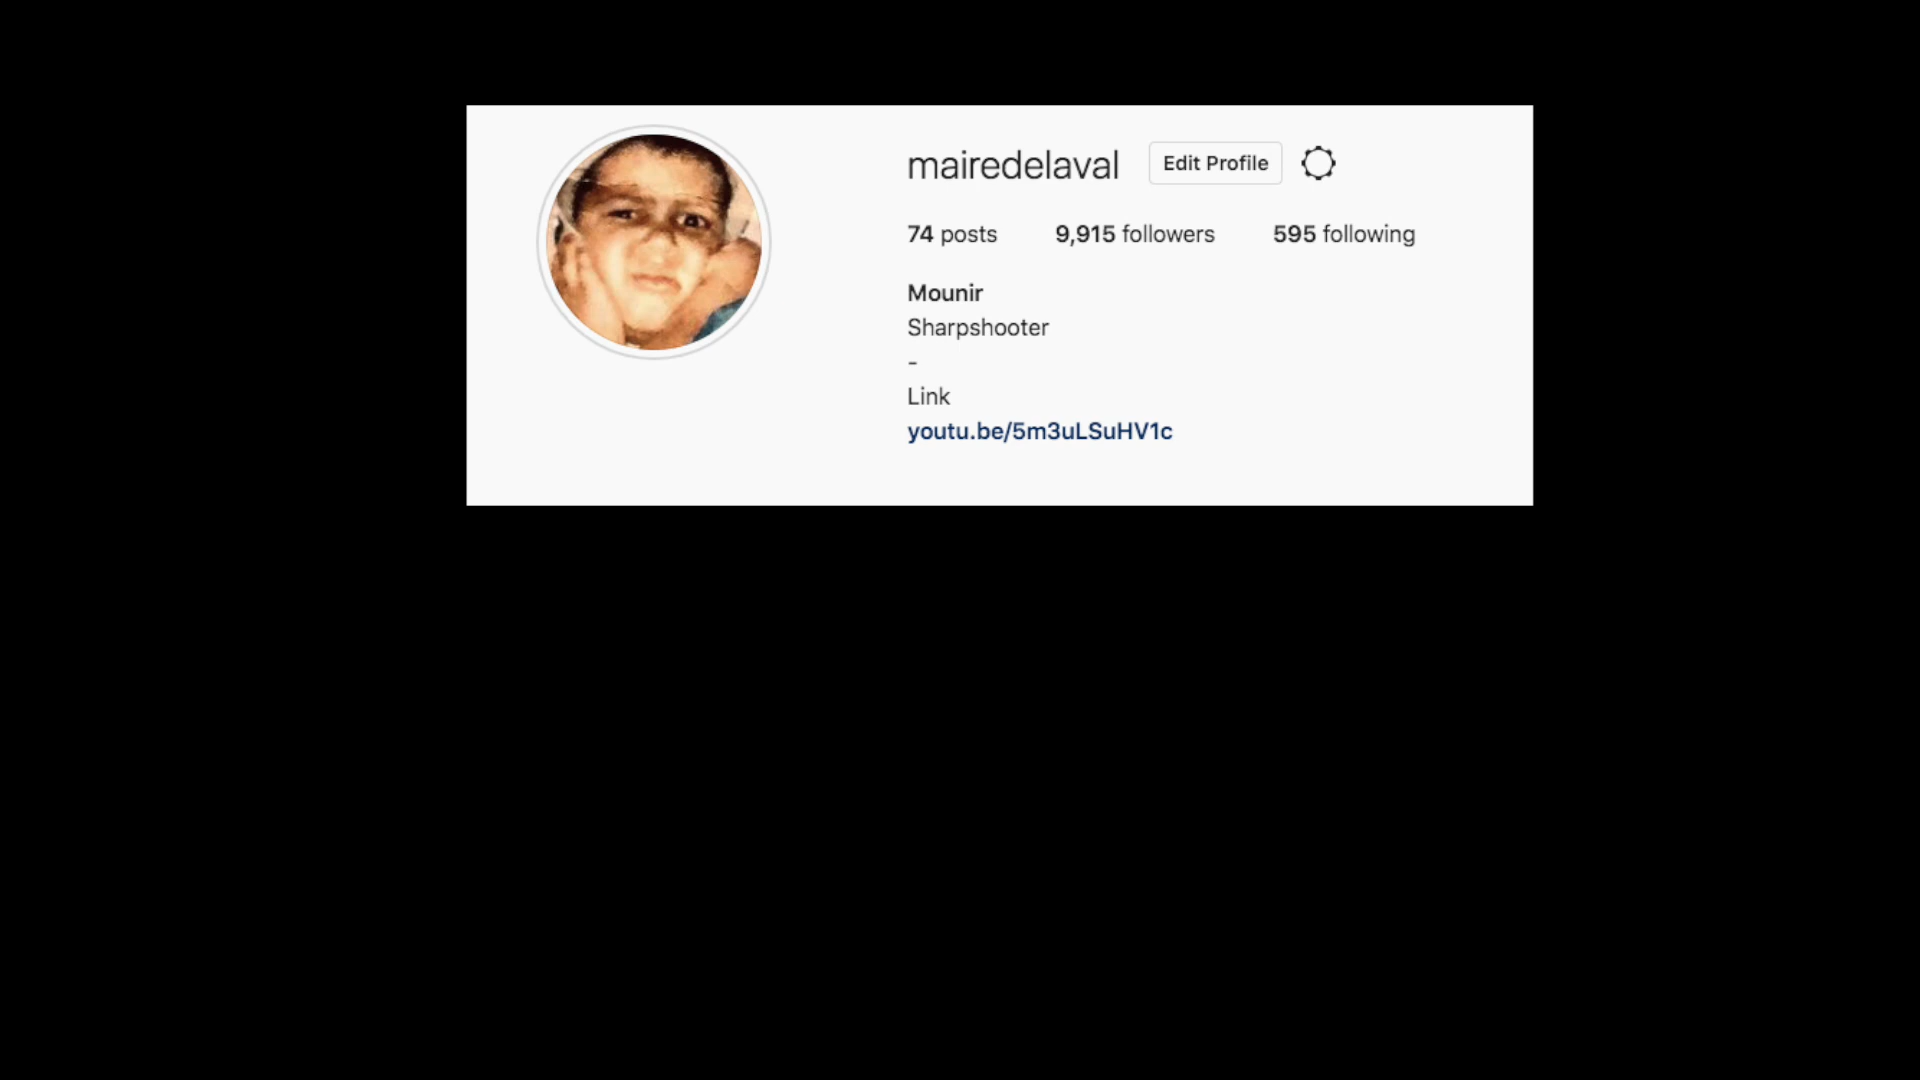 mairedelaval Edit Profile
74 posts 9,915 followers 595 following
Mounir
Sharpshooter
-
Link
youtu.be/5m3uLSuHV1c